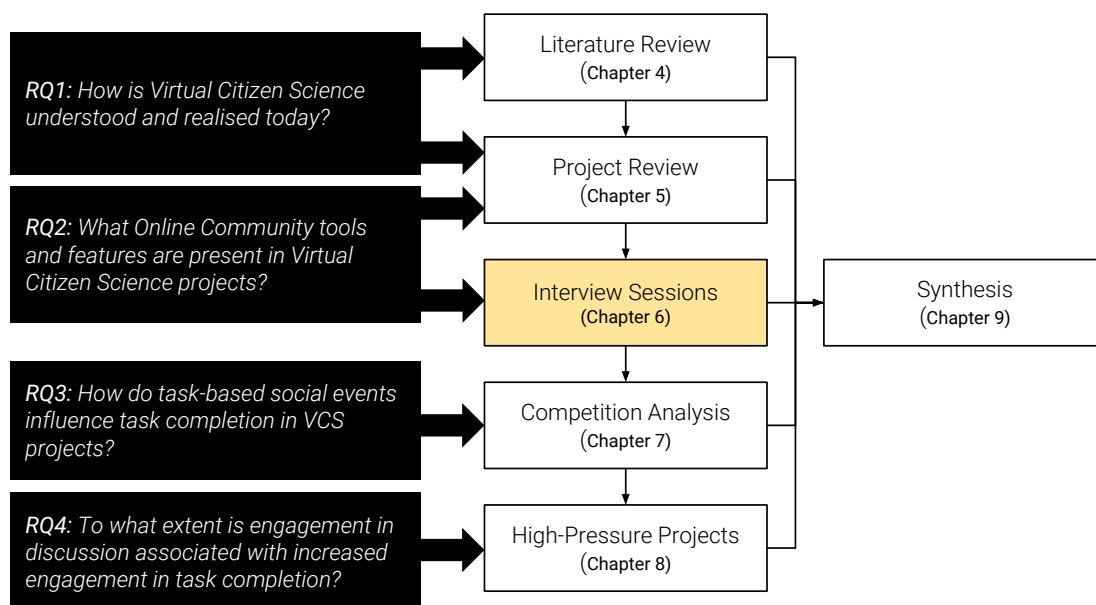 RQ1: How is Virtual Citizen Science
understood and realised today?
RQ2: What Online Community tools
and features are present in Virtual
Citizen Science projects?
RQ3: How do task-based social events
influence task completion in VCS
projects?
RQ4: To what extent is engagement in
discussion associated with increased
engagement in task completion?
Literature Review
(Chapter 4)
Project Review
(Chapter 5)
Interview Sessions
(Chapter 6)
Competition Analysis
(Chapter 7)
High-Pressure Projects
(Chapter 8)
Synthesis
(Chapter 9)